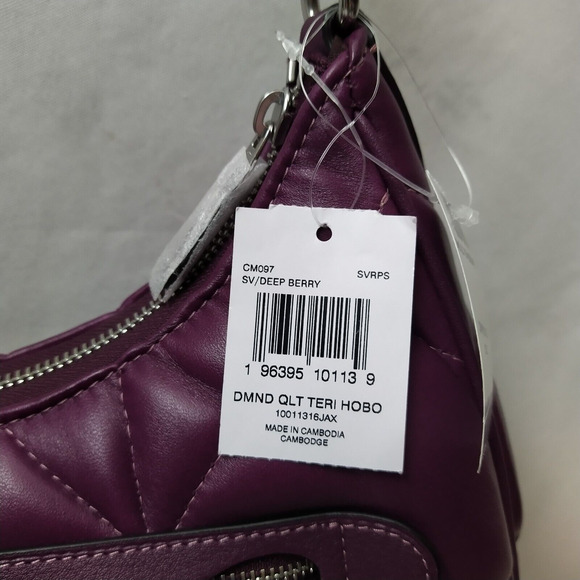 CM097 SVRPS
SV/DEEP BERRY
1 96395 10113 9
DMND QLT TERI HOBO
10011316JAX
MADE IN CAMBODIA
CAMBODGE